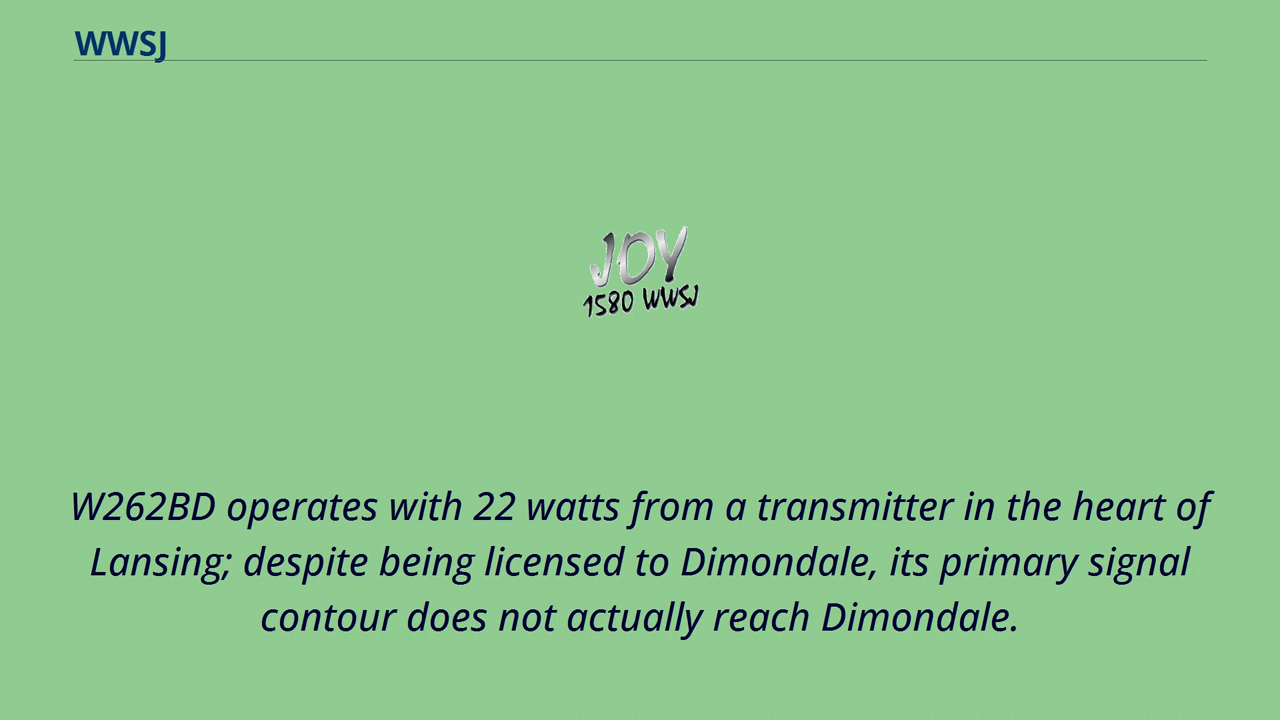 WWSJ
JOY
1580 WWSJ
W262BD operates with 22 watts from a transmitter in the heart of
Lansing; despite being licensed to Dimondale, its primary signal
contour does not actually reach Dimondale.